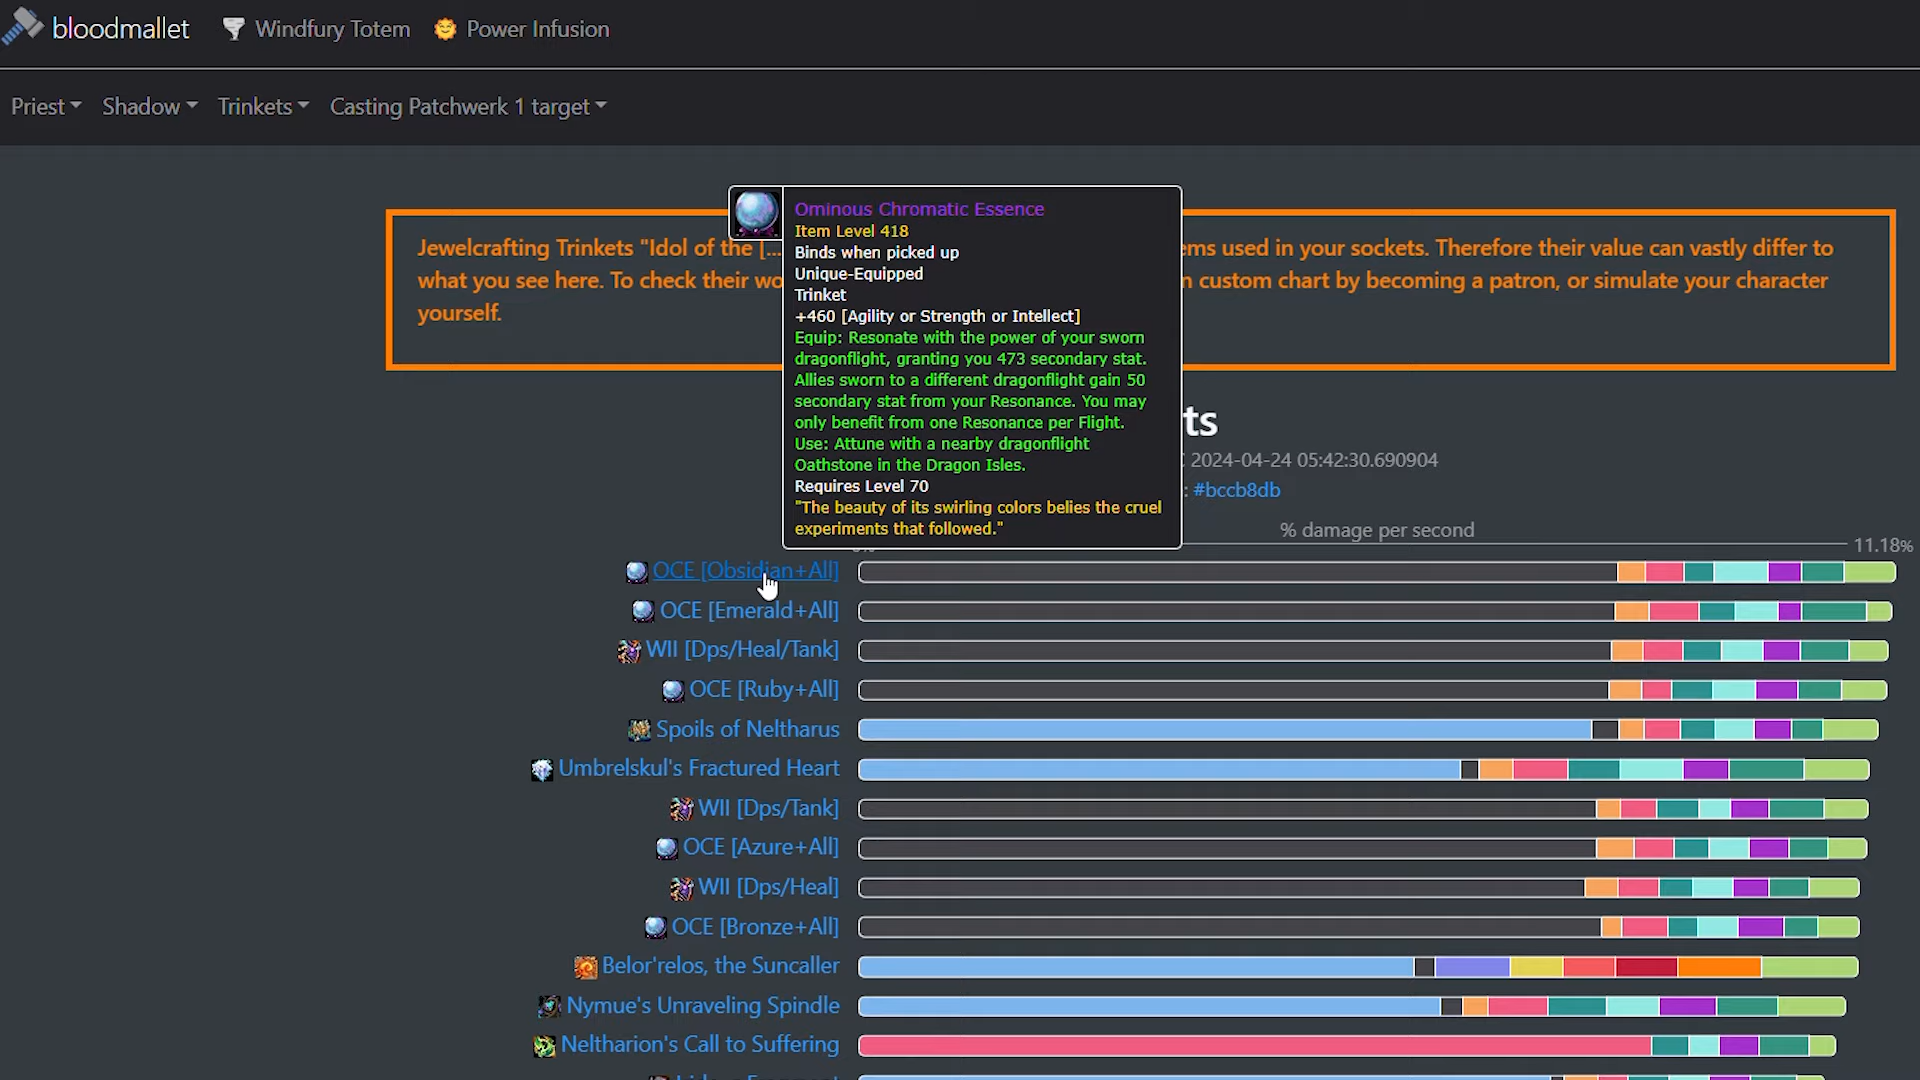 bloodmallet Windfury Totem Power Infusion
Priest Shadow Trinkets Casting Patchwerk 1 target
Jewelcrafting Trinkets "Idol of the [... ems used in your sockets. Therefore their value can vastly differ to
what you see here. To check their wo n custom chart by becoming a patron, or simulate your character
yourself.
Ominous Chromatic Essence
Item Level 418
Binds when picked up
Unique-Equipped
Trinket
+460 [Agility or Strength or Intellect]
Equip: Resonate with the power of your sworn
dragonflight, granting you 473 secondary stat.
Allies sworn to a different dragonflight gain 50
secondary stat from your Resonance. You may
only benefit from one Resonance per Flight.
Use: Attune with a nearby dragonflight
Oathstone in the Dragon Isles.
Requires Level 70
"The beauty of its swirling colors belies the cruel
experiments that followed."
ts
2024-04-24 05:42:30.690904
: #bccb8db
% damage per second
11.18%
OCE [Obsidian+All]
OCE [Emerald+All]
WII [Dps/Heal/Tank]
OCE [Ruby+All]
Spoils of Neltharus
Umbrelskul's Fractured Heart
WII [Dps/Tank]
OCE [Azure+All]
WII [Dps/Heal]
OCE [Bronze+All]
Belor'relos, the Suncaller
Nymue's Unraveling Spindle
Neltharion's Call to Suffering